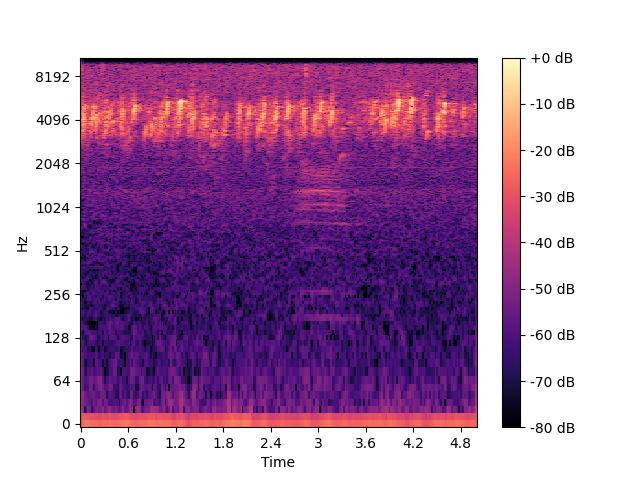 8192
4096
2048
1024
512
256
128
64
0
Hz
0 0.6 1.2 1.8 2.4 3 3.6 4.2 4.8
Time
+0 dB
-10 dB
-20 dB
-30 dB
-40 dB
-50 dB
-60 dB
-70 dB
-80 dB